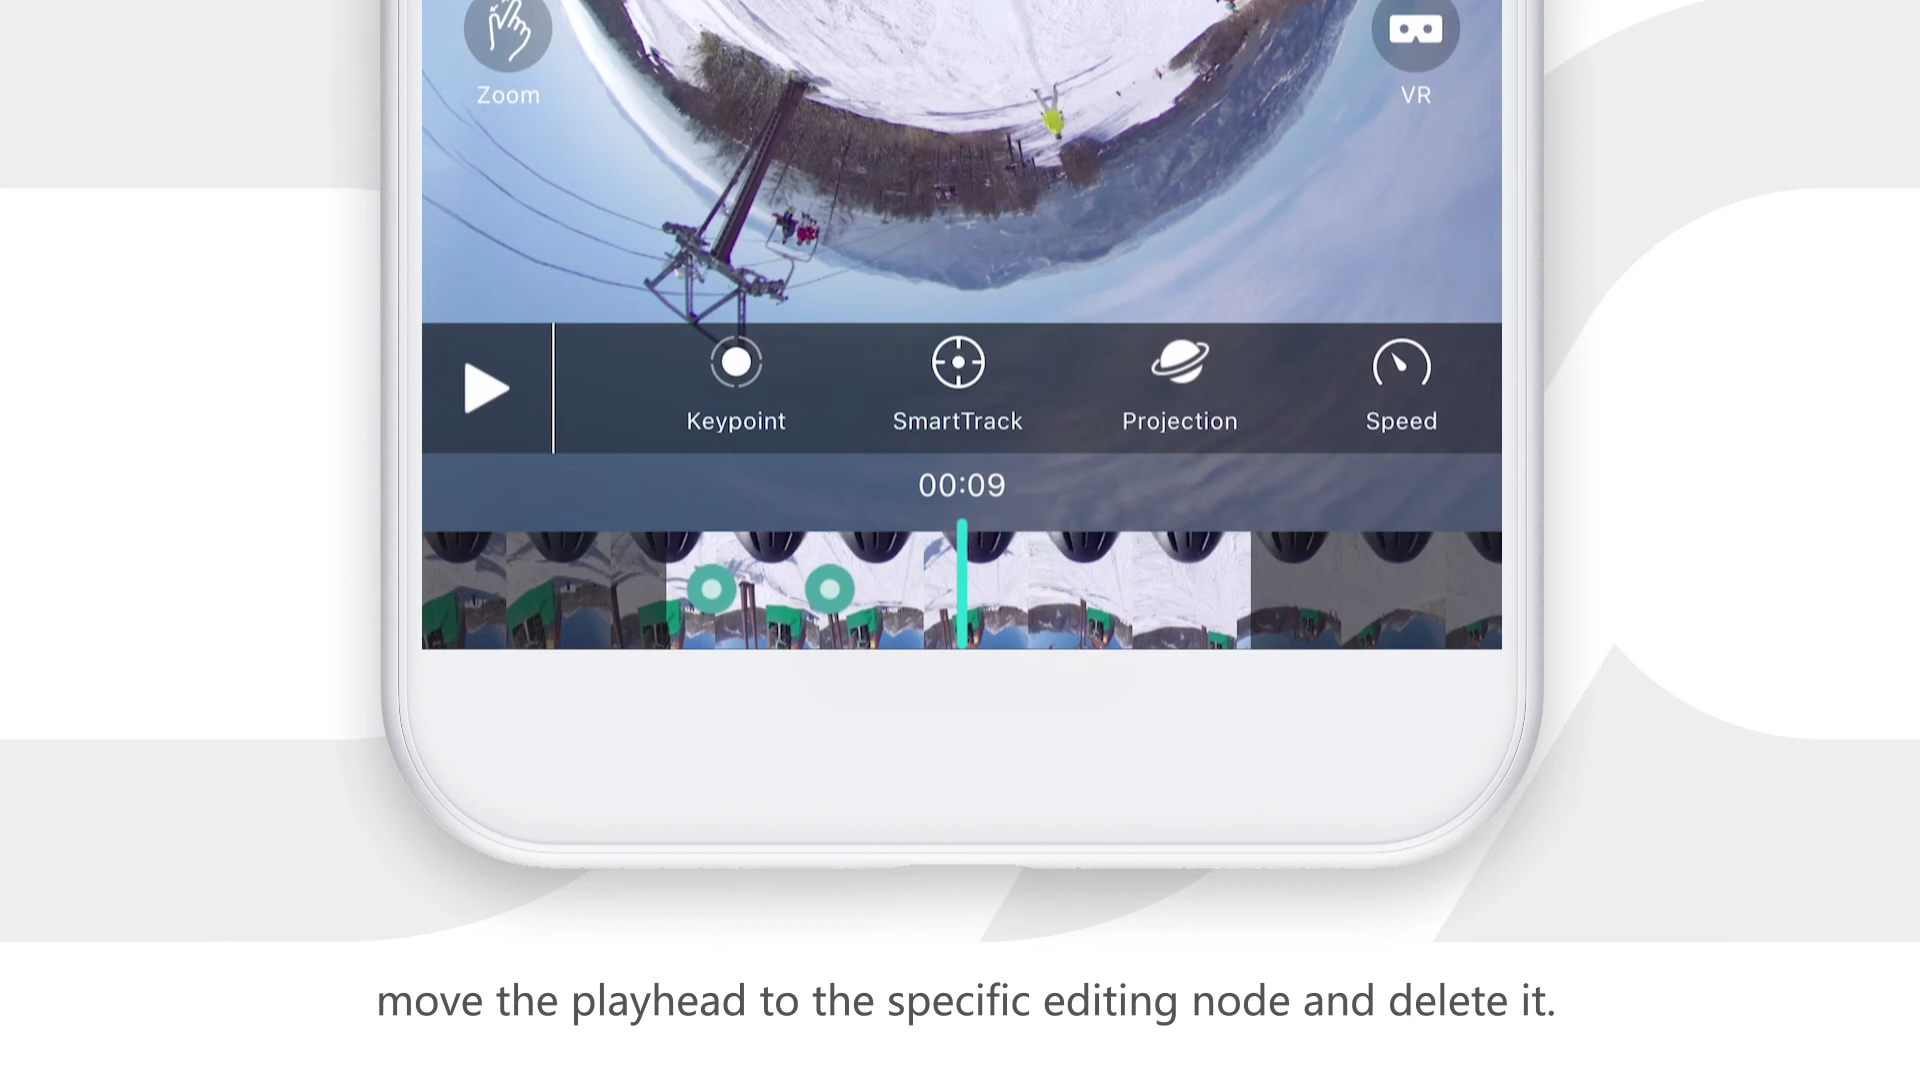 Zoom
VR
Keypoint
SmartTrack
Projection
Speed
00:09
move the playhead to the specific editing node and delete it.